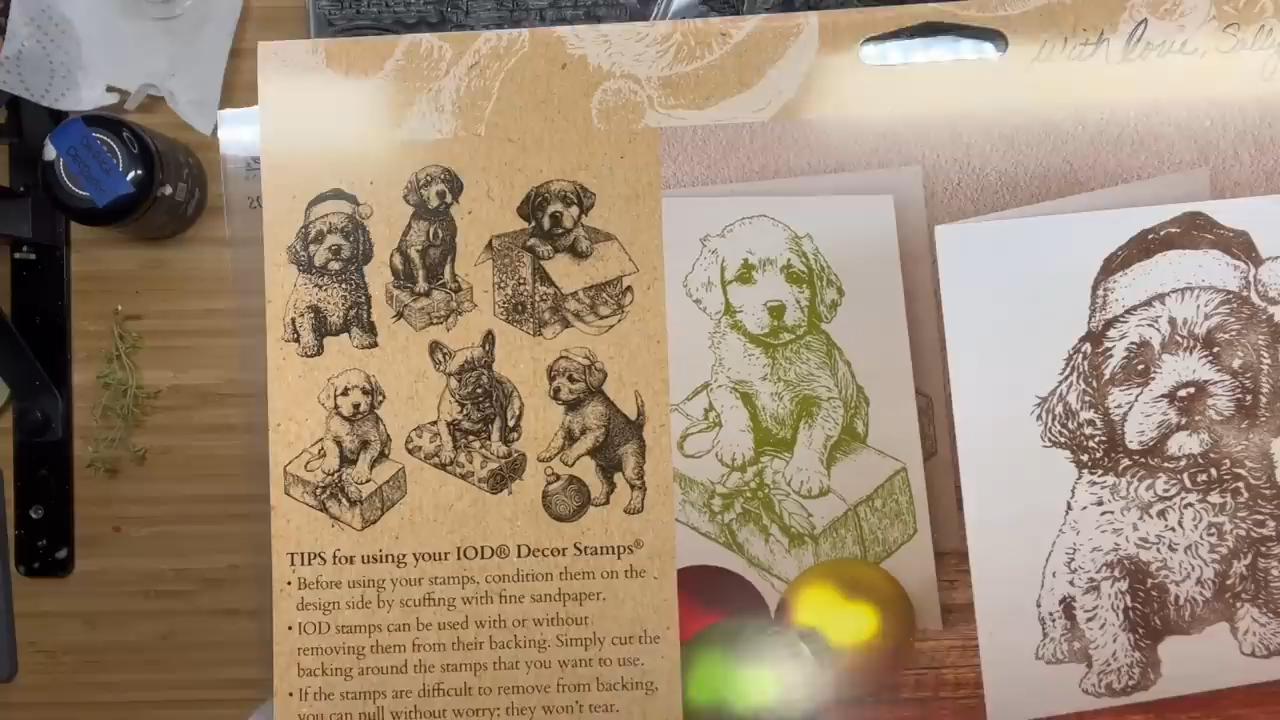 With love, Sally
TIPS for using your IOD® Decor Stamps®
• Before using your stamps, condition them on the
design side by scuffing with fine sandpaper.
• IOD stamps can be used with or without
removing them from their backing. Simply cut the
backing around the stamps that you want to use.
• If the stamps are difficult to remove from backing,
you can pull without worry; they won't tear.